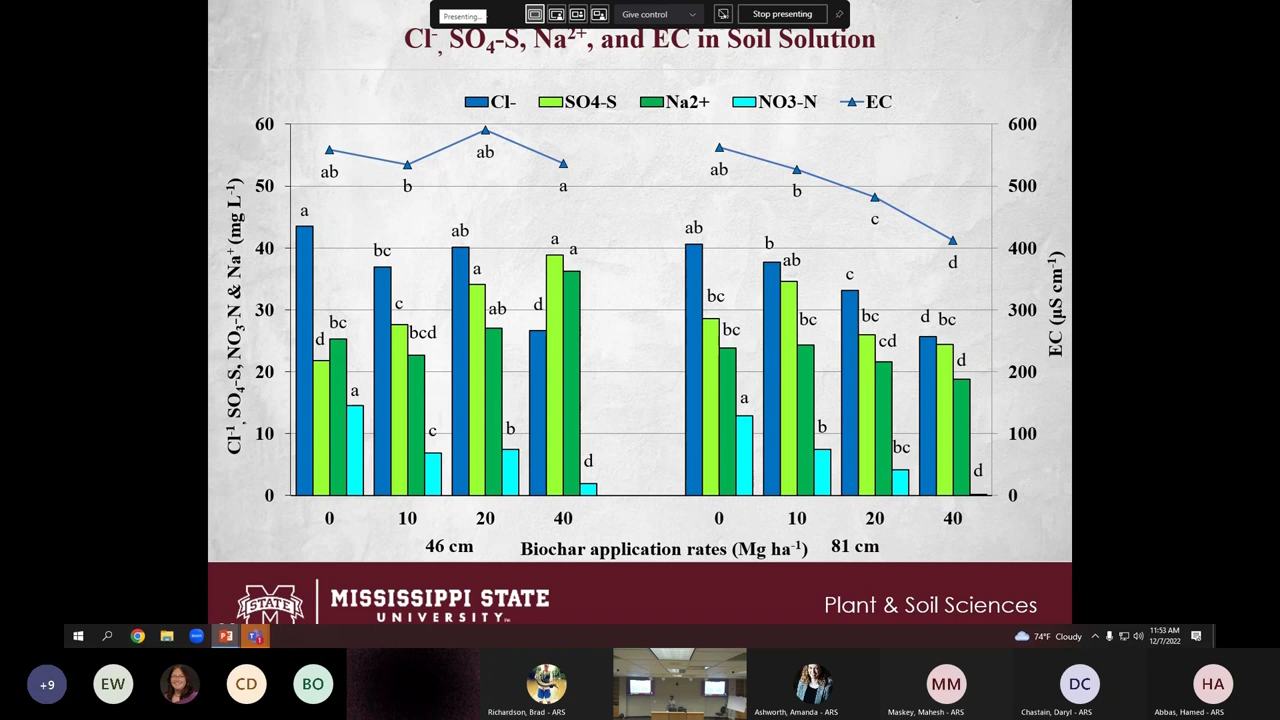 Presenting...
Give control
Stop presenting
Cl-, SO4-S, Na2+, and EC in Soil Solution
Cl- SO4-S Na2+ NO3-N EC
60
50
40
30
20
10
0
Cl-1, SO4-S, NO3-N & Na+ (mg L-1)
600
500
400
300
200
100
0
EC (µS cm-1)
ab b ab a ab b c d
a d bc a
bc c bcd c
ab a ab b
d a a d
ab bc bc a
b ab bc b
c bc cd bc
d bc d d
0 10 20 40 0 10 20 40
46 cm Biochar application rates (Mg ha-1) 81 cm
STATE
M
MISSISSIPPI STATE
UNIVERSITY™
Plant & Soil Sciences
74°F Cloudy
11:53 AM
12/7/2022
+9
EW
CD
BO
Richardson, Brad - ARS
Ashworth, Amanda - ARS
MM
Maskey, Mahesh - ARS
DC
Chastain, Daryl - ARS
HA
Abbas, Hamed - ARS